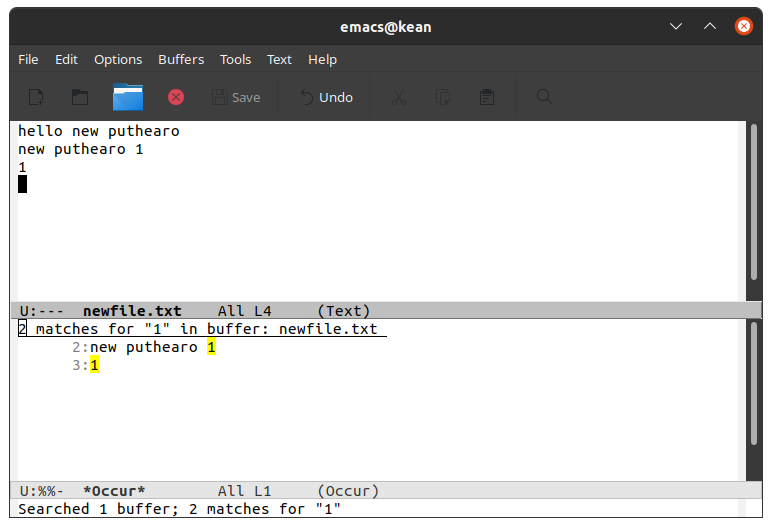 emacs@kean
File Edit Options Buffers Tools Text Help
Save Undo
hello new puthearo
new puthearo 1
1
U:--- newfile.txt All L4 (Text)
2 matches for "1" in buffer: newfile.txt
2:new puthearo 1
3:1
U:%%- *Occur* All L1 (Occur)
Searched 1 buffer; 2 matches for "1"